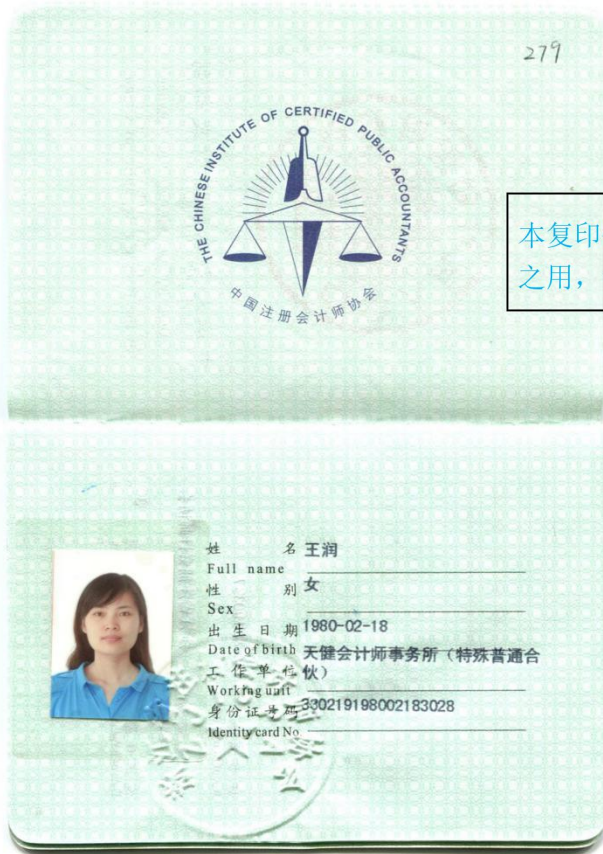 279
THE CHINESE INSTITUTE OF CERTIFIED PUBLIC ACCOUNTANTS
中国注册会计师协会
本复印
之用，
姓 名 王润
Full name
性 别 女
Sex
出生日期 1980-02-18
Date of birth
工作单位 天健会计师事务所（特殊普通合
伙）
Working unit
身份证号码 330219198002183028
Identity card No.